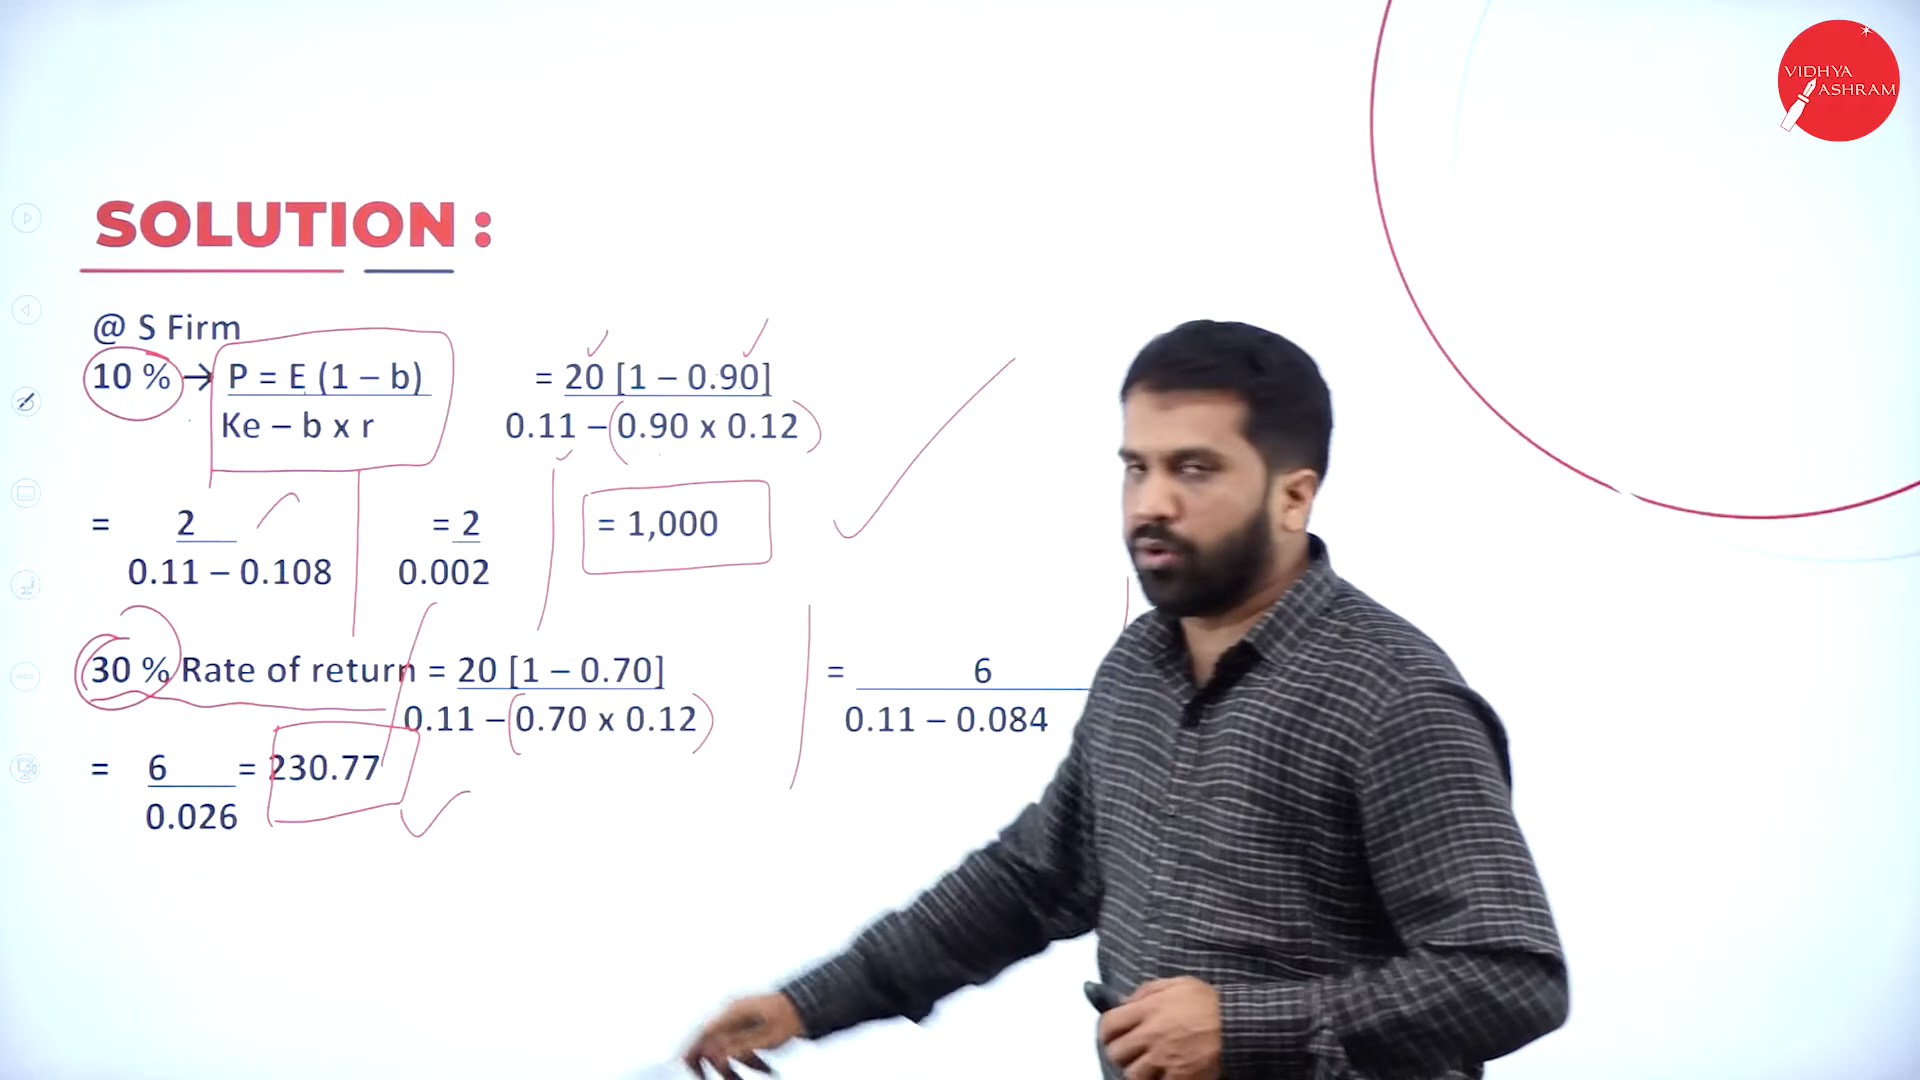 VIDHYA
ASHRAM
SOLUTION :
@ S Firm
10 % → P = E (1 – b) = 20 [1 – 0.90]
Ke – b x r 0.11 – 0.90 x 0.12
= 2 = 2 = 1,000
0.11 – 0.108 0.002
30 % Rate of return = 20 [1 – 0.70] = 6
0.11 – 0.70 x 0.12 0.11 – 0.084
= 6 = 230.77
0.026